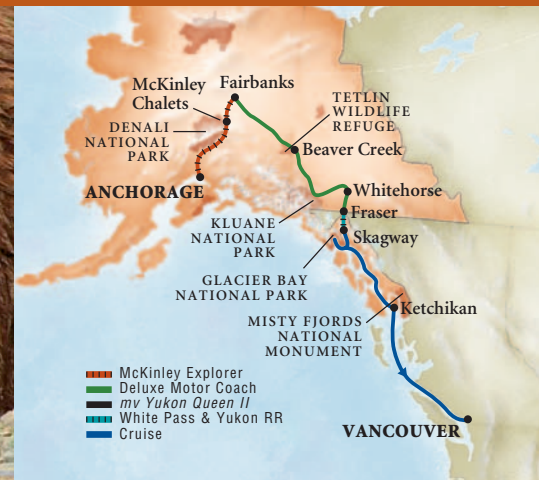 McKinley
Chalets
Fairbanks
DENALI
NATIONAL
PARK
TETLIN
WILDLIFE
REFUGE
Beaver Creek
ANCHORAGE
Whitehorse
Fraser
KLUANE
NATIONAL
PARK
Skagway
GLACIER BAY
NATIONAL PARK
Ketchikan
MISTY FJORDS
NATIONAL
MONUMENT
McKinley Explorer
Deluxe Motor Coach
mv Yukon Queen II
White Pass & Yukon RR
Cruise
VANCOUVER